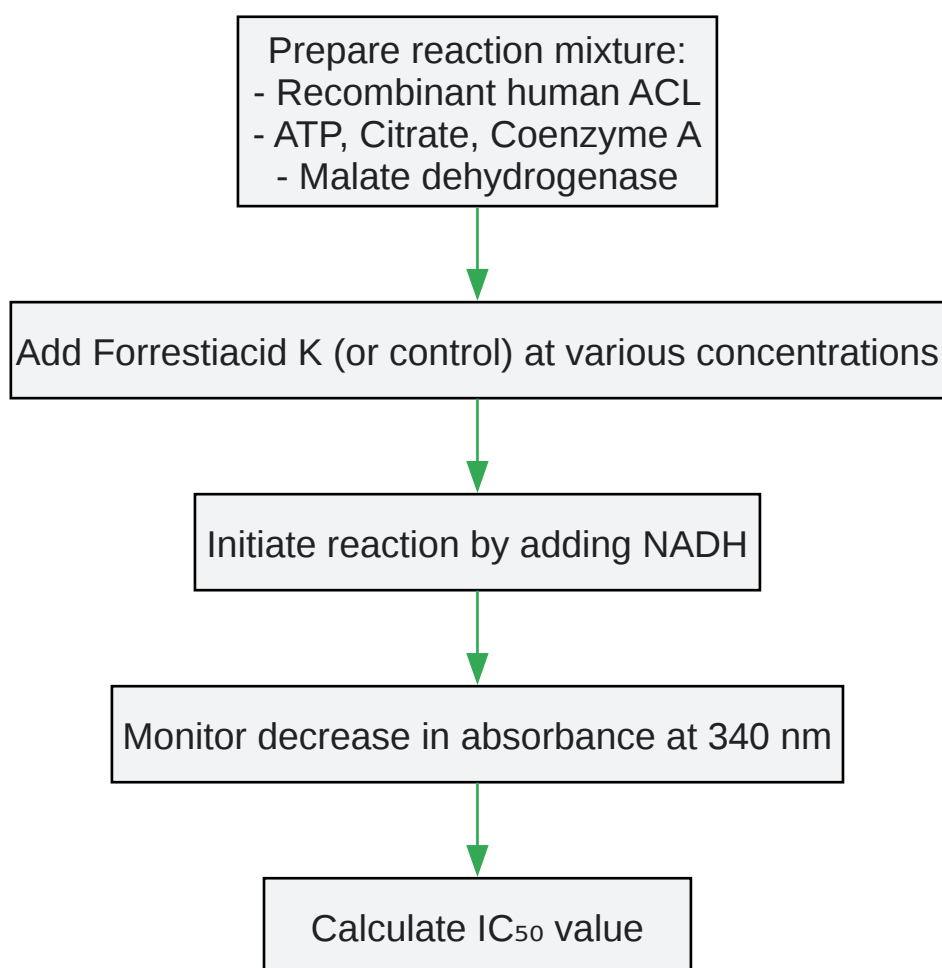 Prepare reaction mixture:
- Recombinant human ACL
- ATP, Citrate, Coenzyme A
- Malate dehydrogenase
Add Forrestiacid K (or control) at various concentrations
Initiate reaction by adding NADH
Monitor decrease in absorbance at 340 nm
Calculate IC₅₀ value